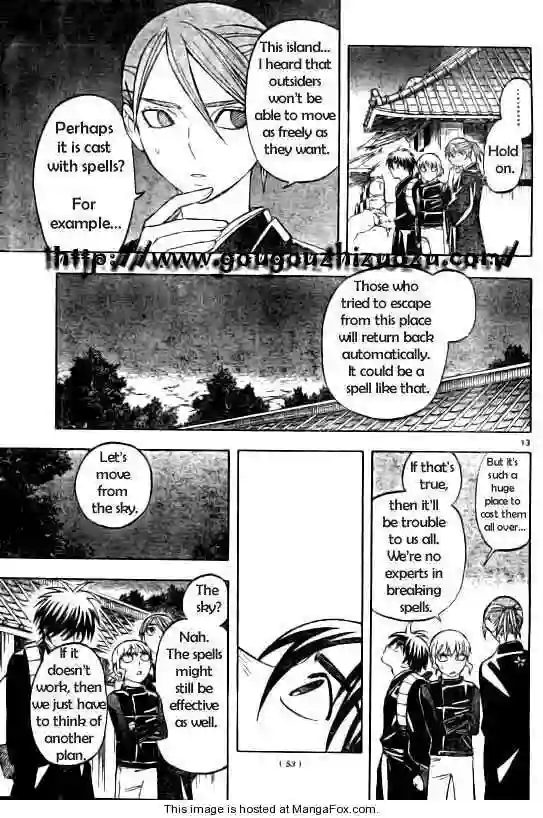 .......
Hold
on.
This island...
I heard that
outsiders
won't be
able to move
as freely as
they want.
Perhaps
it is cast
with spells?
For
example...
http://www.gougouzhizuozu.com/
Those who
tried to escape
from this place
will return back
automatically.
It could be a
spell like that.
13
But it's
such a
huge
place to
cast them
all over...
If that's
true,
then it'll
be trouble
to us all.
We're no
experts in
breaking
spells.
( 53 )
Let's
move
from
the sky.
The
sky?
Nah.
The spells
might
still be
effective
as well.
If it
doesn't
work, then
we just have
to think of
another
plan.
This image is hosted at MangaFox.com.